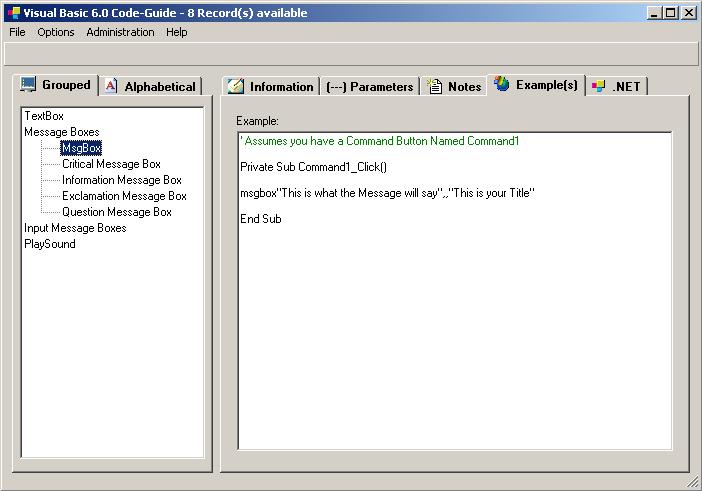 Visual Basic 6.0 Code-Guide - 8 Record(s) available
File Options Administration Help
Grouped Alphabetical
Information (---) Parameters Notes Example(s) .NET
TextBox
Message Boxes
MsgBox
Critical Message Box
Information Message Box
Exclamation Message Box
Question Message Box
Input Message Boxes
PlaySound
Example:
' Assumes you have a Command Button Named Command1
Private Sub Command1_Click()
msgbox"This is what the Message will say",,"This is your Title"
End Sub